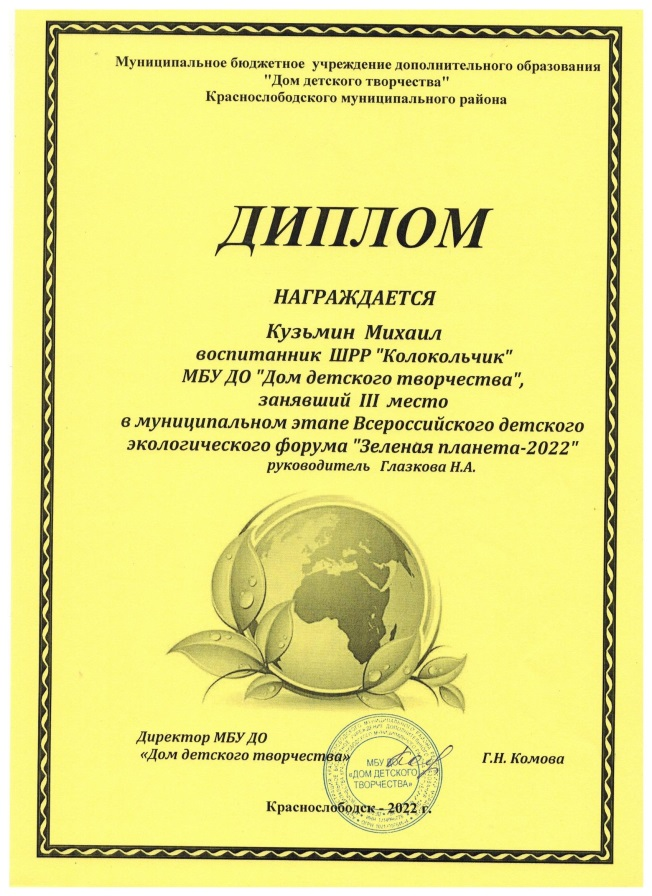 Муниципальное бюджетное учреждение дополнительного образования
"Дом детского творчества"
Краснослободского муниципального района
ДИПЛОМ
НАГРАЖДАЕТСЯ
Кузьмин Михаил
воспитанник ШРР "Колокольчик"
МБУ ДО "Дом детского творчества",
занявший III место
в муниципальном этапе Всероссийского детского
экологического форума "Зеленая планета-2022"
руководитель Глазкова Н.А.
Директор МБУ ДО
«Дом детского творчества»
Г.Н. Комова
МБУ ДО
«ДОМ ДЕТСКОГО
ТВОРЧЕСТВА»
Краснослободск - 2022 г.